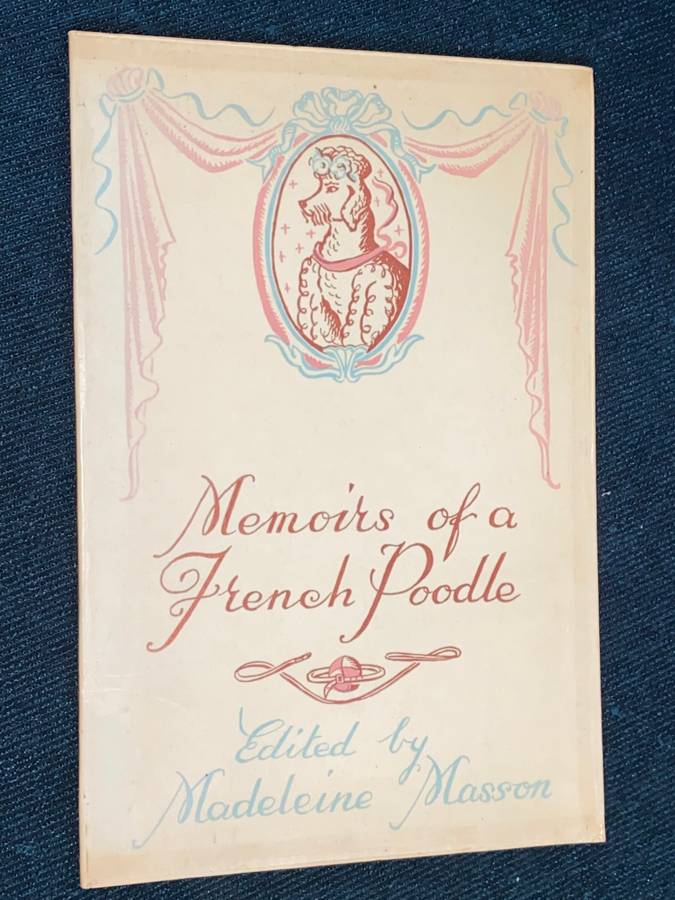 Memoirs of a
French Poodle
Edited by
Madeleine Masson